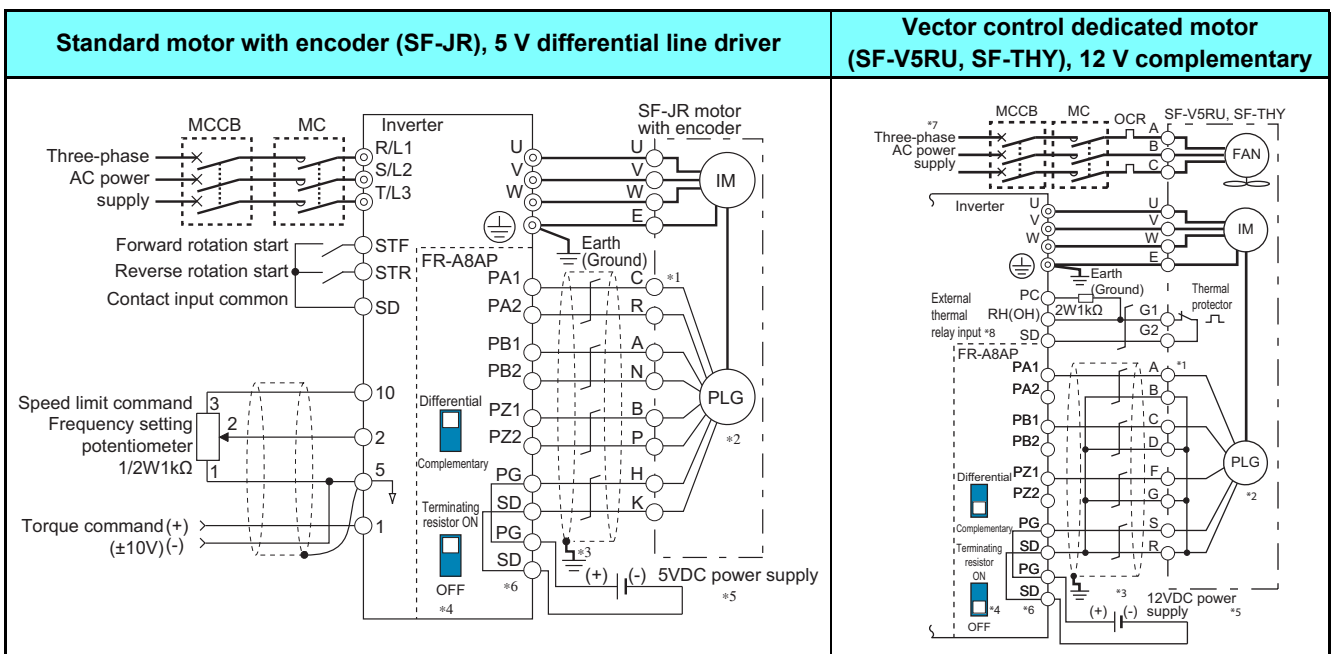 Standard motor with encoder (SF-JR), 5 V differential line driver
Vector control dedicated motor
(SF-V5RU, SF-THY), 12 V complementary
MCCB
MC
Inverter
SF-JR motor
with encoder
Three-phase
AC power
supply
R/L1
S/L2
T/L3
U
V
W
U
V
W
E
IM
Earth
(Ground)
Forward rotation start
Reverse rotation start
Contact input common
STF
STR
SD
FR-A8AP
PA1
PA2
PB1
PB2
PZ1
PZ2
PG
SD
PG
SD
C
R
A
N
B
P
H
K
*1
PLG
*2
Differential
Complementary
Terminating
resistor ON
OFF
*4
*6
*3
(+)
(-)
5VDC power supply
*5
Speed limit command
Frequency setting
potentiometer
1/2W1kΩ
3
2
1
10
2
5
1
Torque command (+)
(±10V) (-)
MCCB
MC
OCR
SF-V5RU, SF-THY
*7
Three-phase
AC power
supply
A
B
C
FAN
Inverter
U
V
W
U
V
W
E
IM
Earth
(Ground)
External
thermal
relay input *8
PC
RH(OH)
SD
2W1kΩ
G1
G2
Thermal
protector
FR-A8AP
PA1
PA2
PB1
PB2
PZ1
PZ2
PG
SD
PG
SD
A
B
C
D
F
G
S
R
*1
PLG
*2
Differential
Complementary
Terminating
resistor
ON
*4
OFF
*6
*3
(+)
(-)
12VDC power
supply
*5